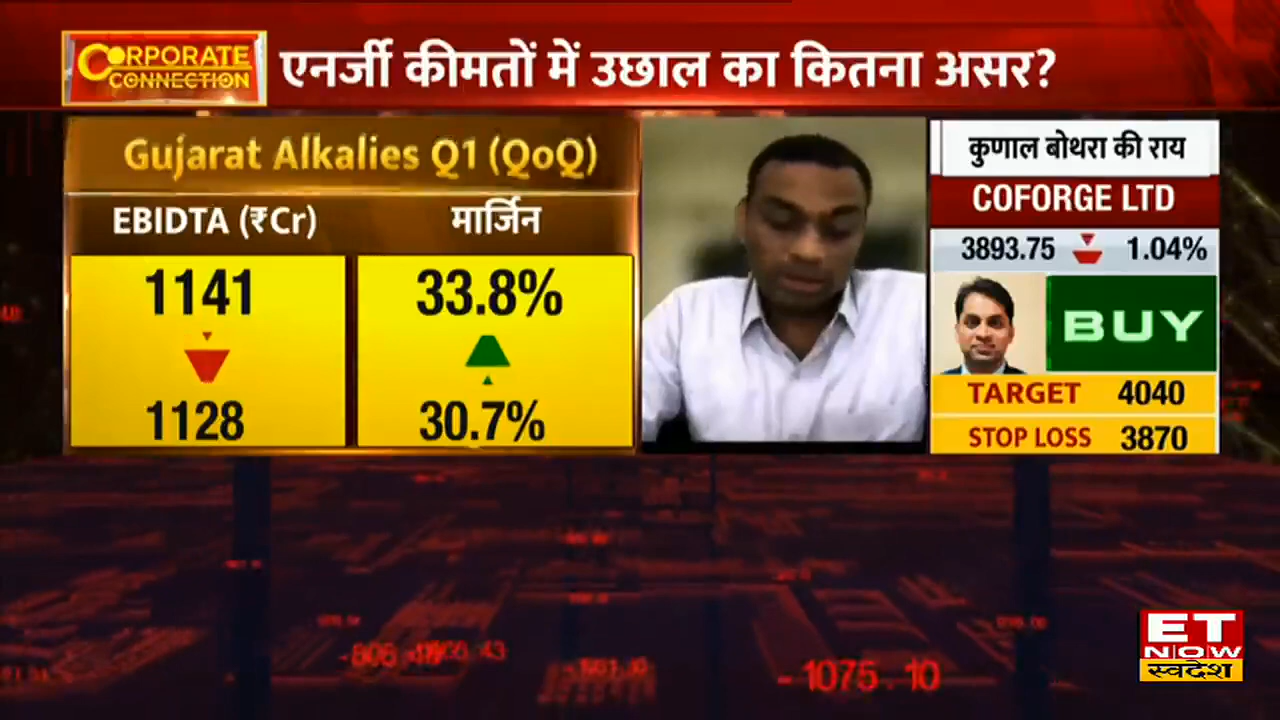 CORPORATE
CONNECTION
एनर्जी कीमतों में उछाल का कितना असर?
Gujarat Alkalies Q1 (QoQ)
EBIDTA (₹Cr) मार्जिन
1141 33.8%
1128 30.7%
कुणाल बोथरा की राय
COFORGE LTD
3893.75 1.04%
BUY
TARGET 4040
STOP LOSS 3870
-1075.10
ET
NOW
स्वदेश